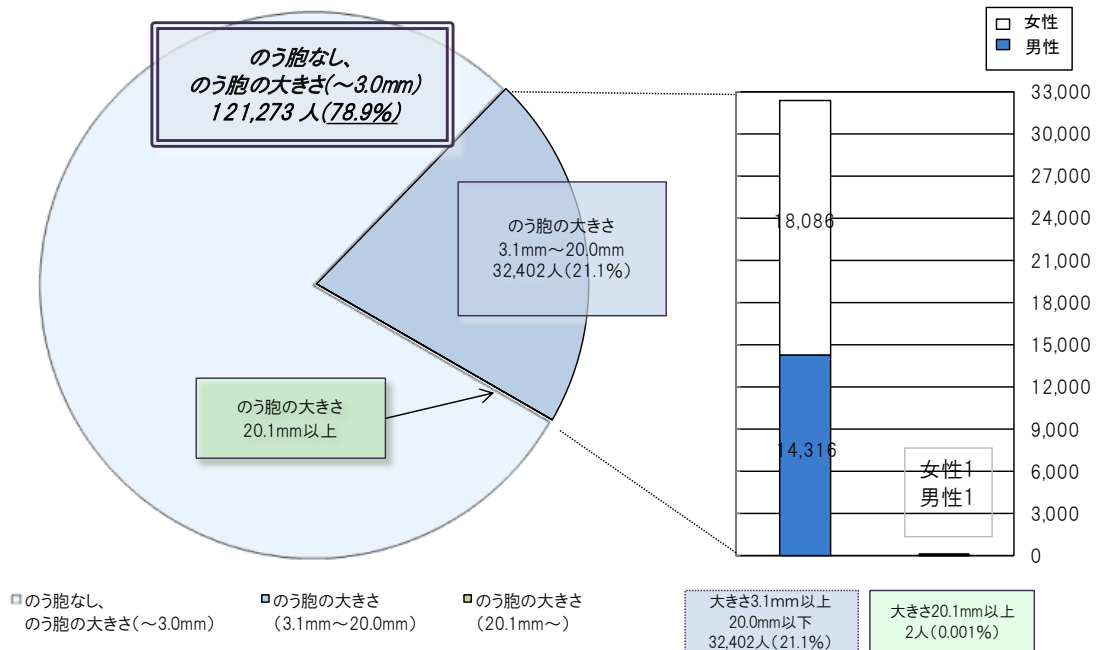 のう胞なし、
のう胞の大きさ(～3.0mm)
121,273 人(78.9%)
のう胞の大きさ
3.1mm～20.0mm
32,402人(21.1%)
のう胞の大きさ
20.1mm以上
女性
男性
33,000
30,000
27,000
24,000
21,000
18,000
15,000
12,000
9,000
6,000
3,000
0
18,086
14,316
女性1
男性1
のう胞なし、
のう胞の大きさ(～3.0mm)
のう胞の大きさ
(3.1mm～20.0mm)
のう胞の大きさ
(20.1mm～)
大きさ3.1mm以上
20.0mm以下
32,402人(21.1%)
大きさ20.1mm以上
2人(0.001%)